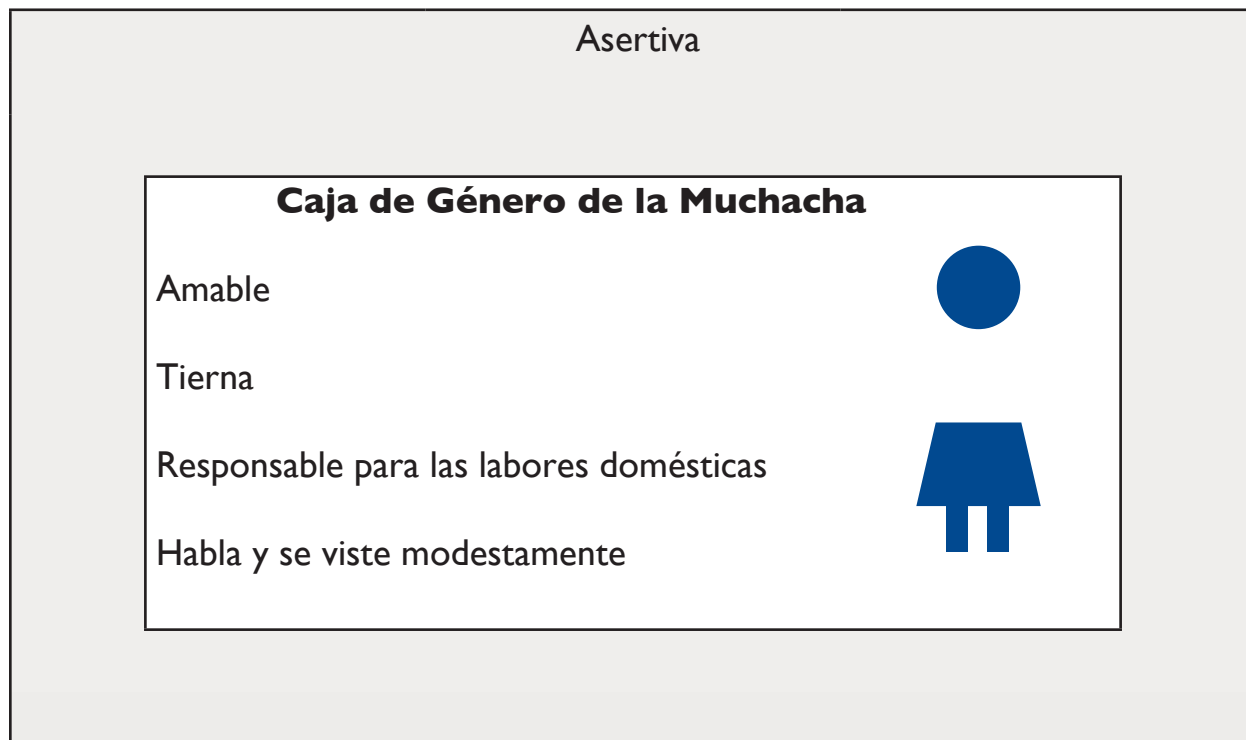 Asertiva
Caja de Género de la Muchacha
Amable
Tierna
Responsable para las labores domésticas
Habla y se viste modestamente